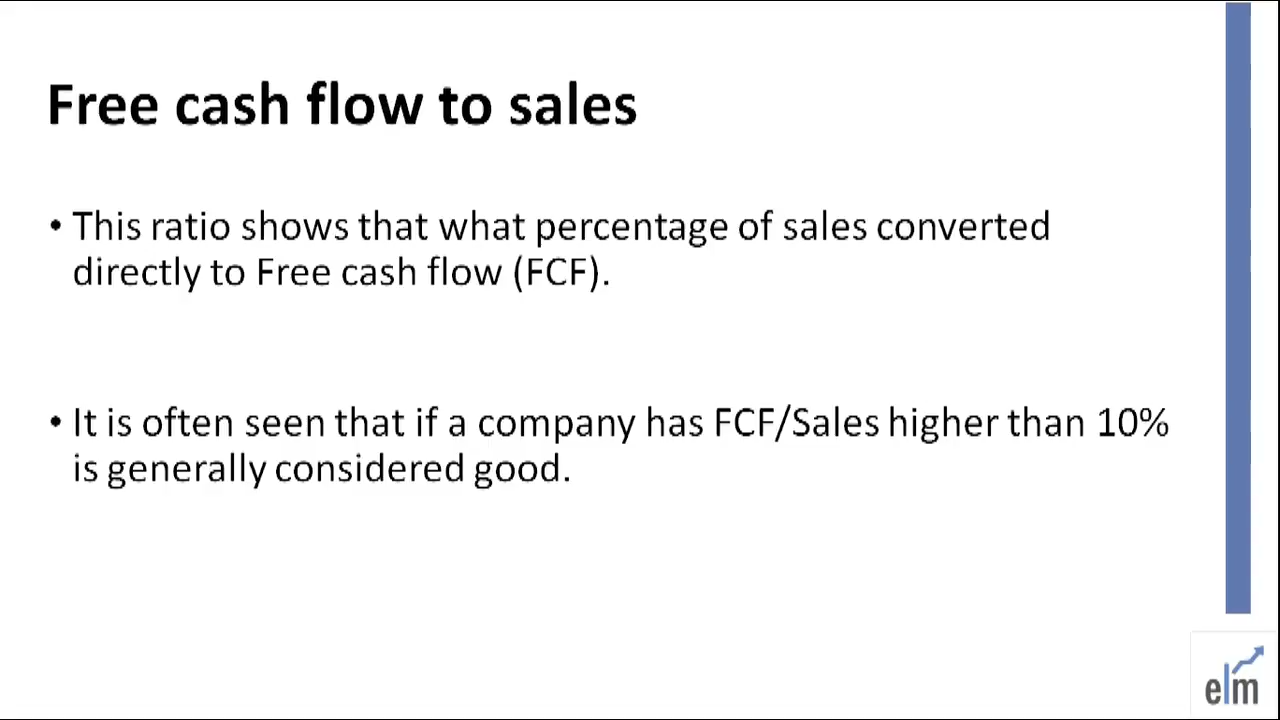 Free cash flow to sales
• This ratio shows that what percentage of sales converted
directly to Free cash flow (FCF).
• It is often seen that if a company has FCF/Sales higher than 10%
is generally considered good.
elm